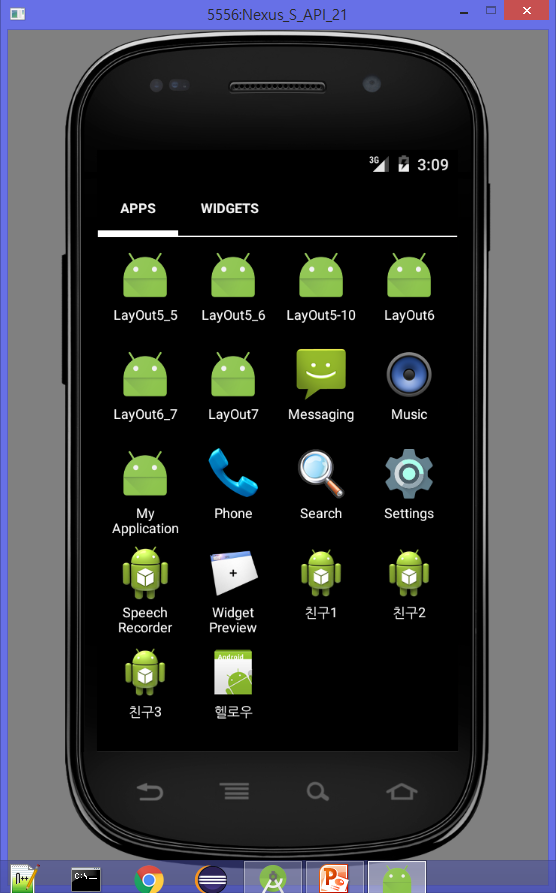 5556:Nexus_S_API_21
3G 3:09
APPS WIDGETS
LayOut5_5 LayOut5_6 LayOut5-10 LayOut6
LayOut6_7 LayOut7 Messaging Music
My Application Phone Search Settings
Speech Recorder Widget Preview 친구1 친구2
Android
친구3 헬로우
C:\_